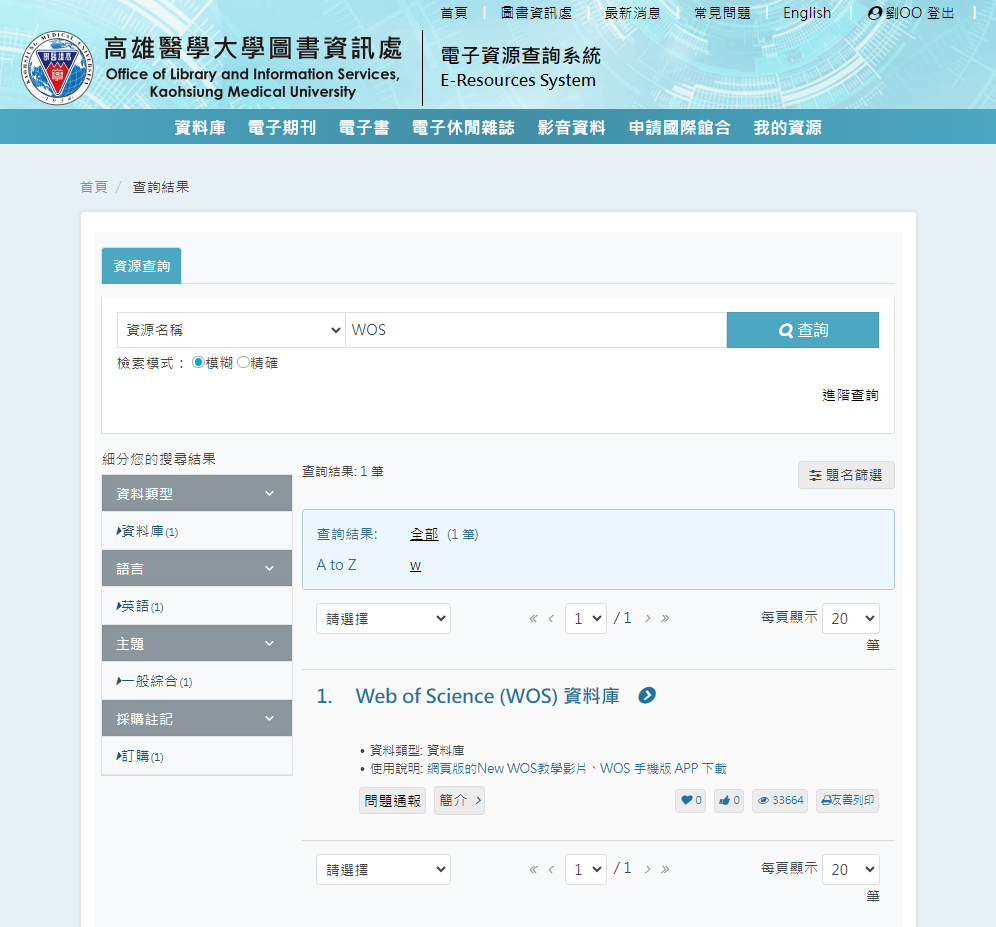 首頁 圖書資訊處 最新消息 常見問題 English 劉OO 登出
高雄醫學大學圖書資訊處
Office of Library and Information Services,
Kaohsiung Medical University
電子資源查詢系統
E-Resources System
資料庫 電子期刊 電子書 電子休閒雜誌 影音資料 申請國際館合 我的資源
首頁 / 查詢結果
資源查詢
資源名稱 WOS 查詢
檢索模式： 模糊 精確
進階查詢
細分您的搜尋結果
資料類型
資料庫(1)
語言
英語(1)
主題
一般綜合(1)
採購註記
訂購(1)
查詢結果: 1 筆 題名篩選
查詢結果: 全部 (1 筆)
A to Z w
請選擇 « ‹ 1 / 1 › » 每頁顯示 20
筆
1. Web of Science (WOS) 資料庫
• 資料類型: 資料庫
• 使用說明: 網頁版的New WOS教學影片、WOS 手機版 APP 下載
問題通報 簡介 › 0 0 33664 友善列印
請選擇 « ‹ 1 / 1 › » 每頁顯示 20
筆